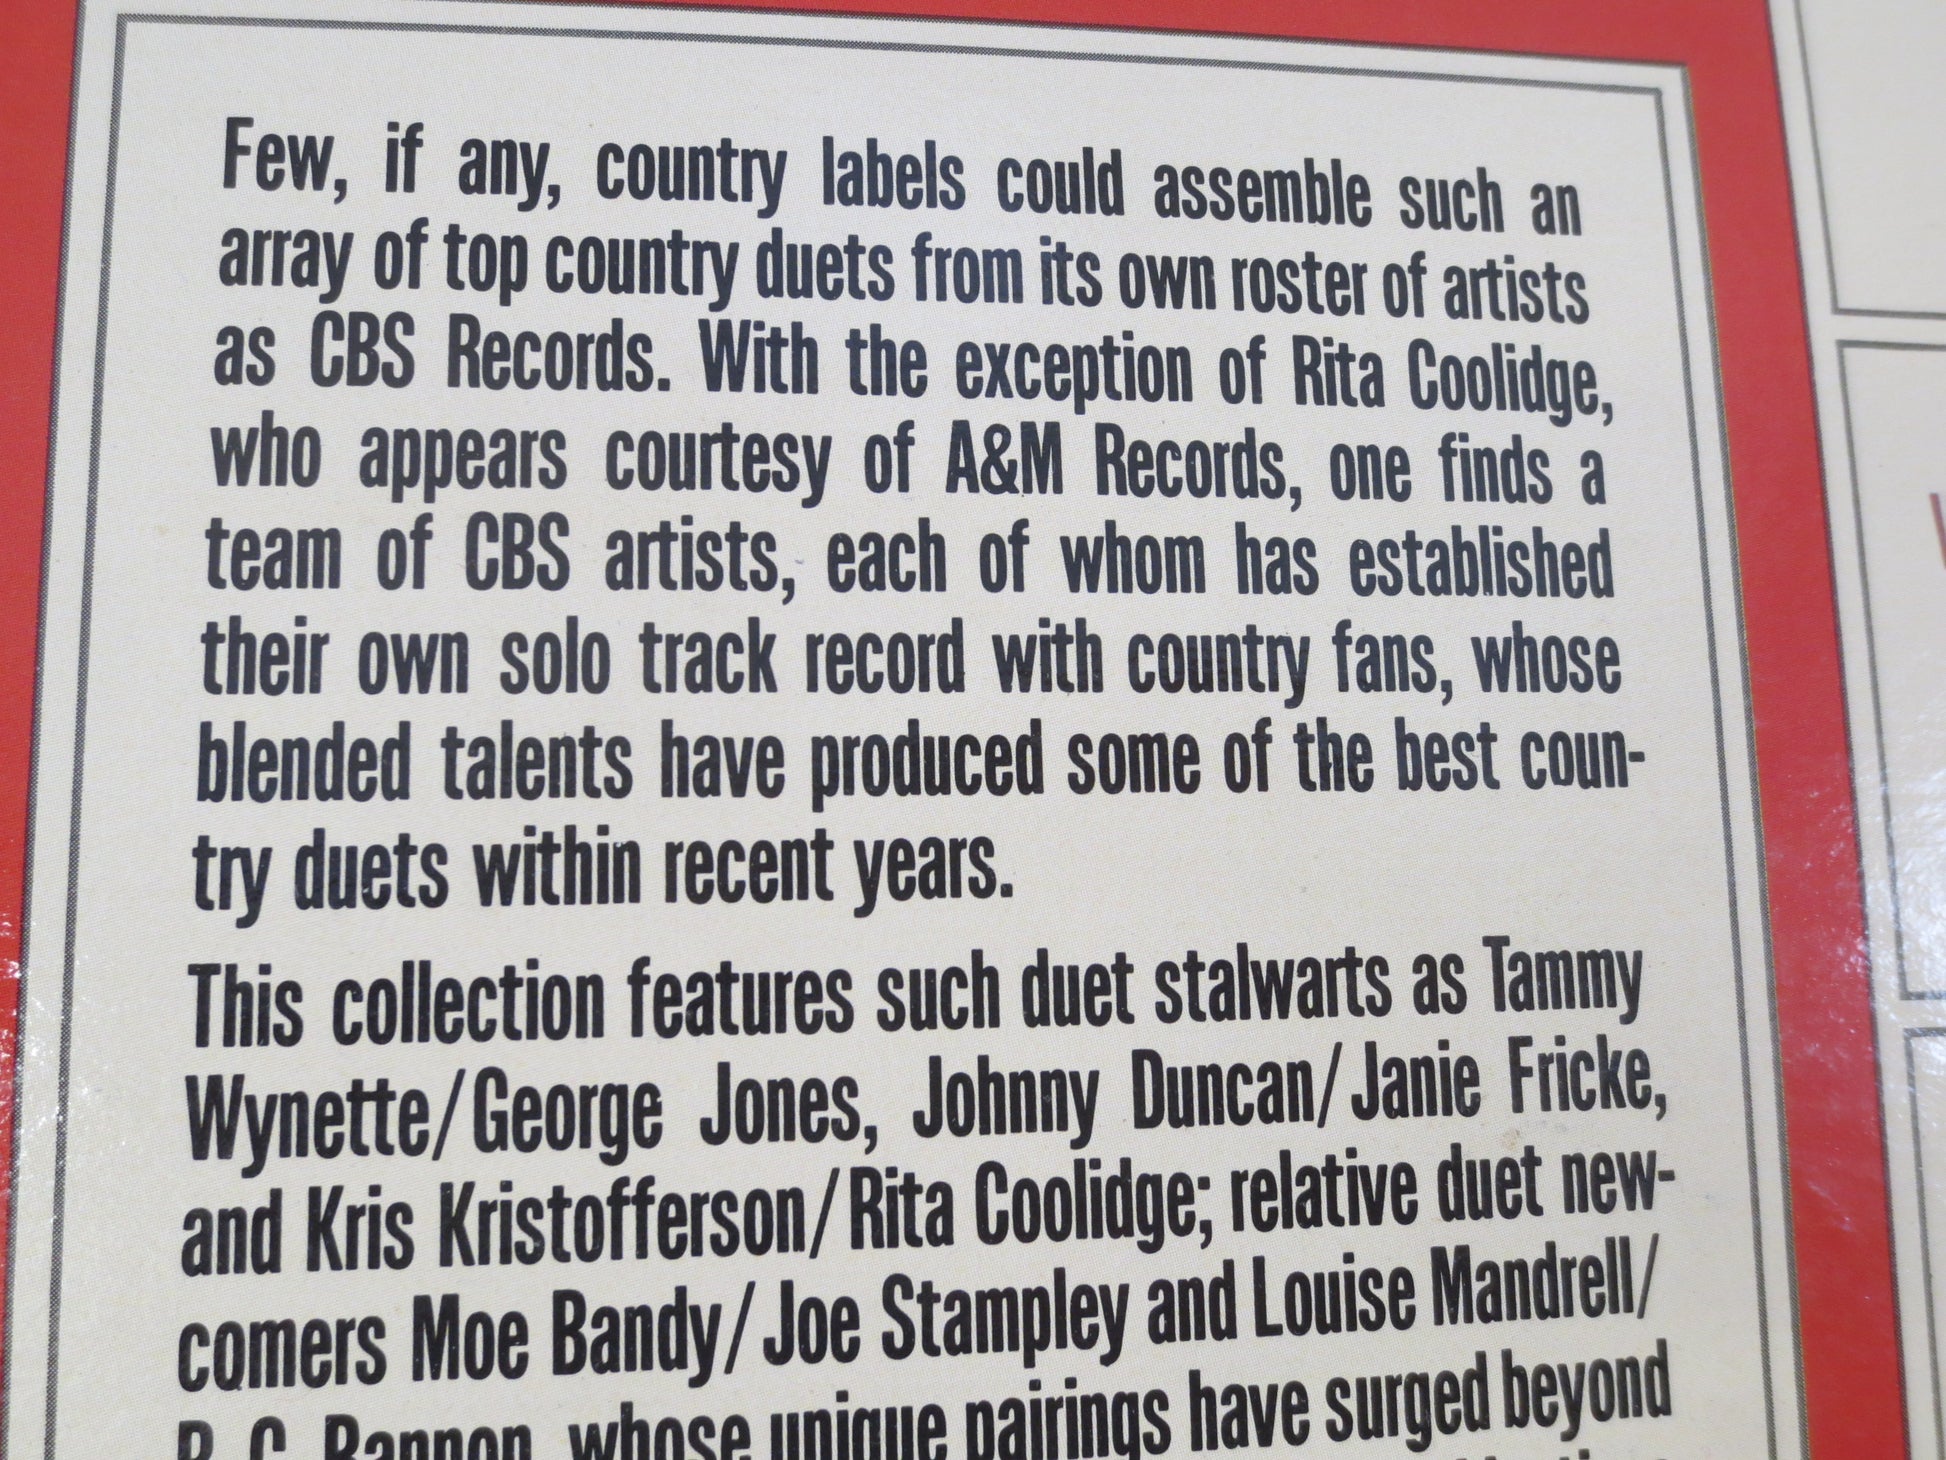 Few, if any, country labels could assemble such an
array of top country duets from its own roster of artists
as CBS Records. With the exception of Rita Coolidge,
who appears courtesy of A&M Records, one finds a
team of CBS artists, each of whom has established
their own solo track record with country fans, whose
blended talents have produced some of the best coun-
try duets within recent years.
This collection features such duet stalwarts as Tammy
Wynette/George Jones, Johnny Duncan/Janie Fricke,
and Kris Kristofferson/Rita Coolidge; relative duet new-
comers Moe Bandy/Joe Stampley and Louise Mandrell/
R. C. Bannon, whose unique pairings have surged beyond